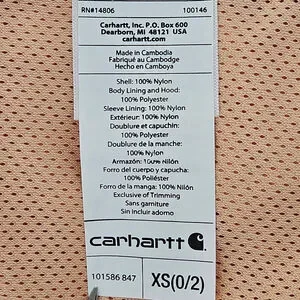 RN#14806 100146
Carhartt, Inc. P.O. Box 600
Dearborn, MI 48121 USA
carhartt.com
Made in Cambodia
Fabriqué au Cambodge
Hecho en Camboya
Shell: 100% Nylon
Body Lining and Hood:
100% Polyester
Sleeve Lining: 100% Nylon
Extérieur: 100% Nylon
Doublure et capuchin:
100% Polyester
Doublure de la manche:
100% Nylon
Armazón: 100% Nilón
Forro del cuerpo y capucha:
100% Poliéster
Forro de la manga: 100% Nilón
Exclusive of Trimming
Sans garniture
Sin incluir adorno
carhartt
101586 847 XS(0/2)